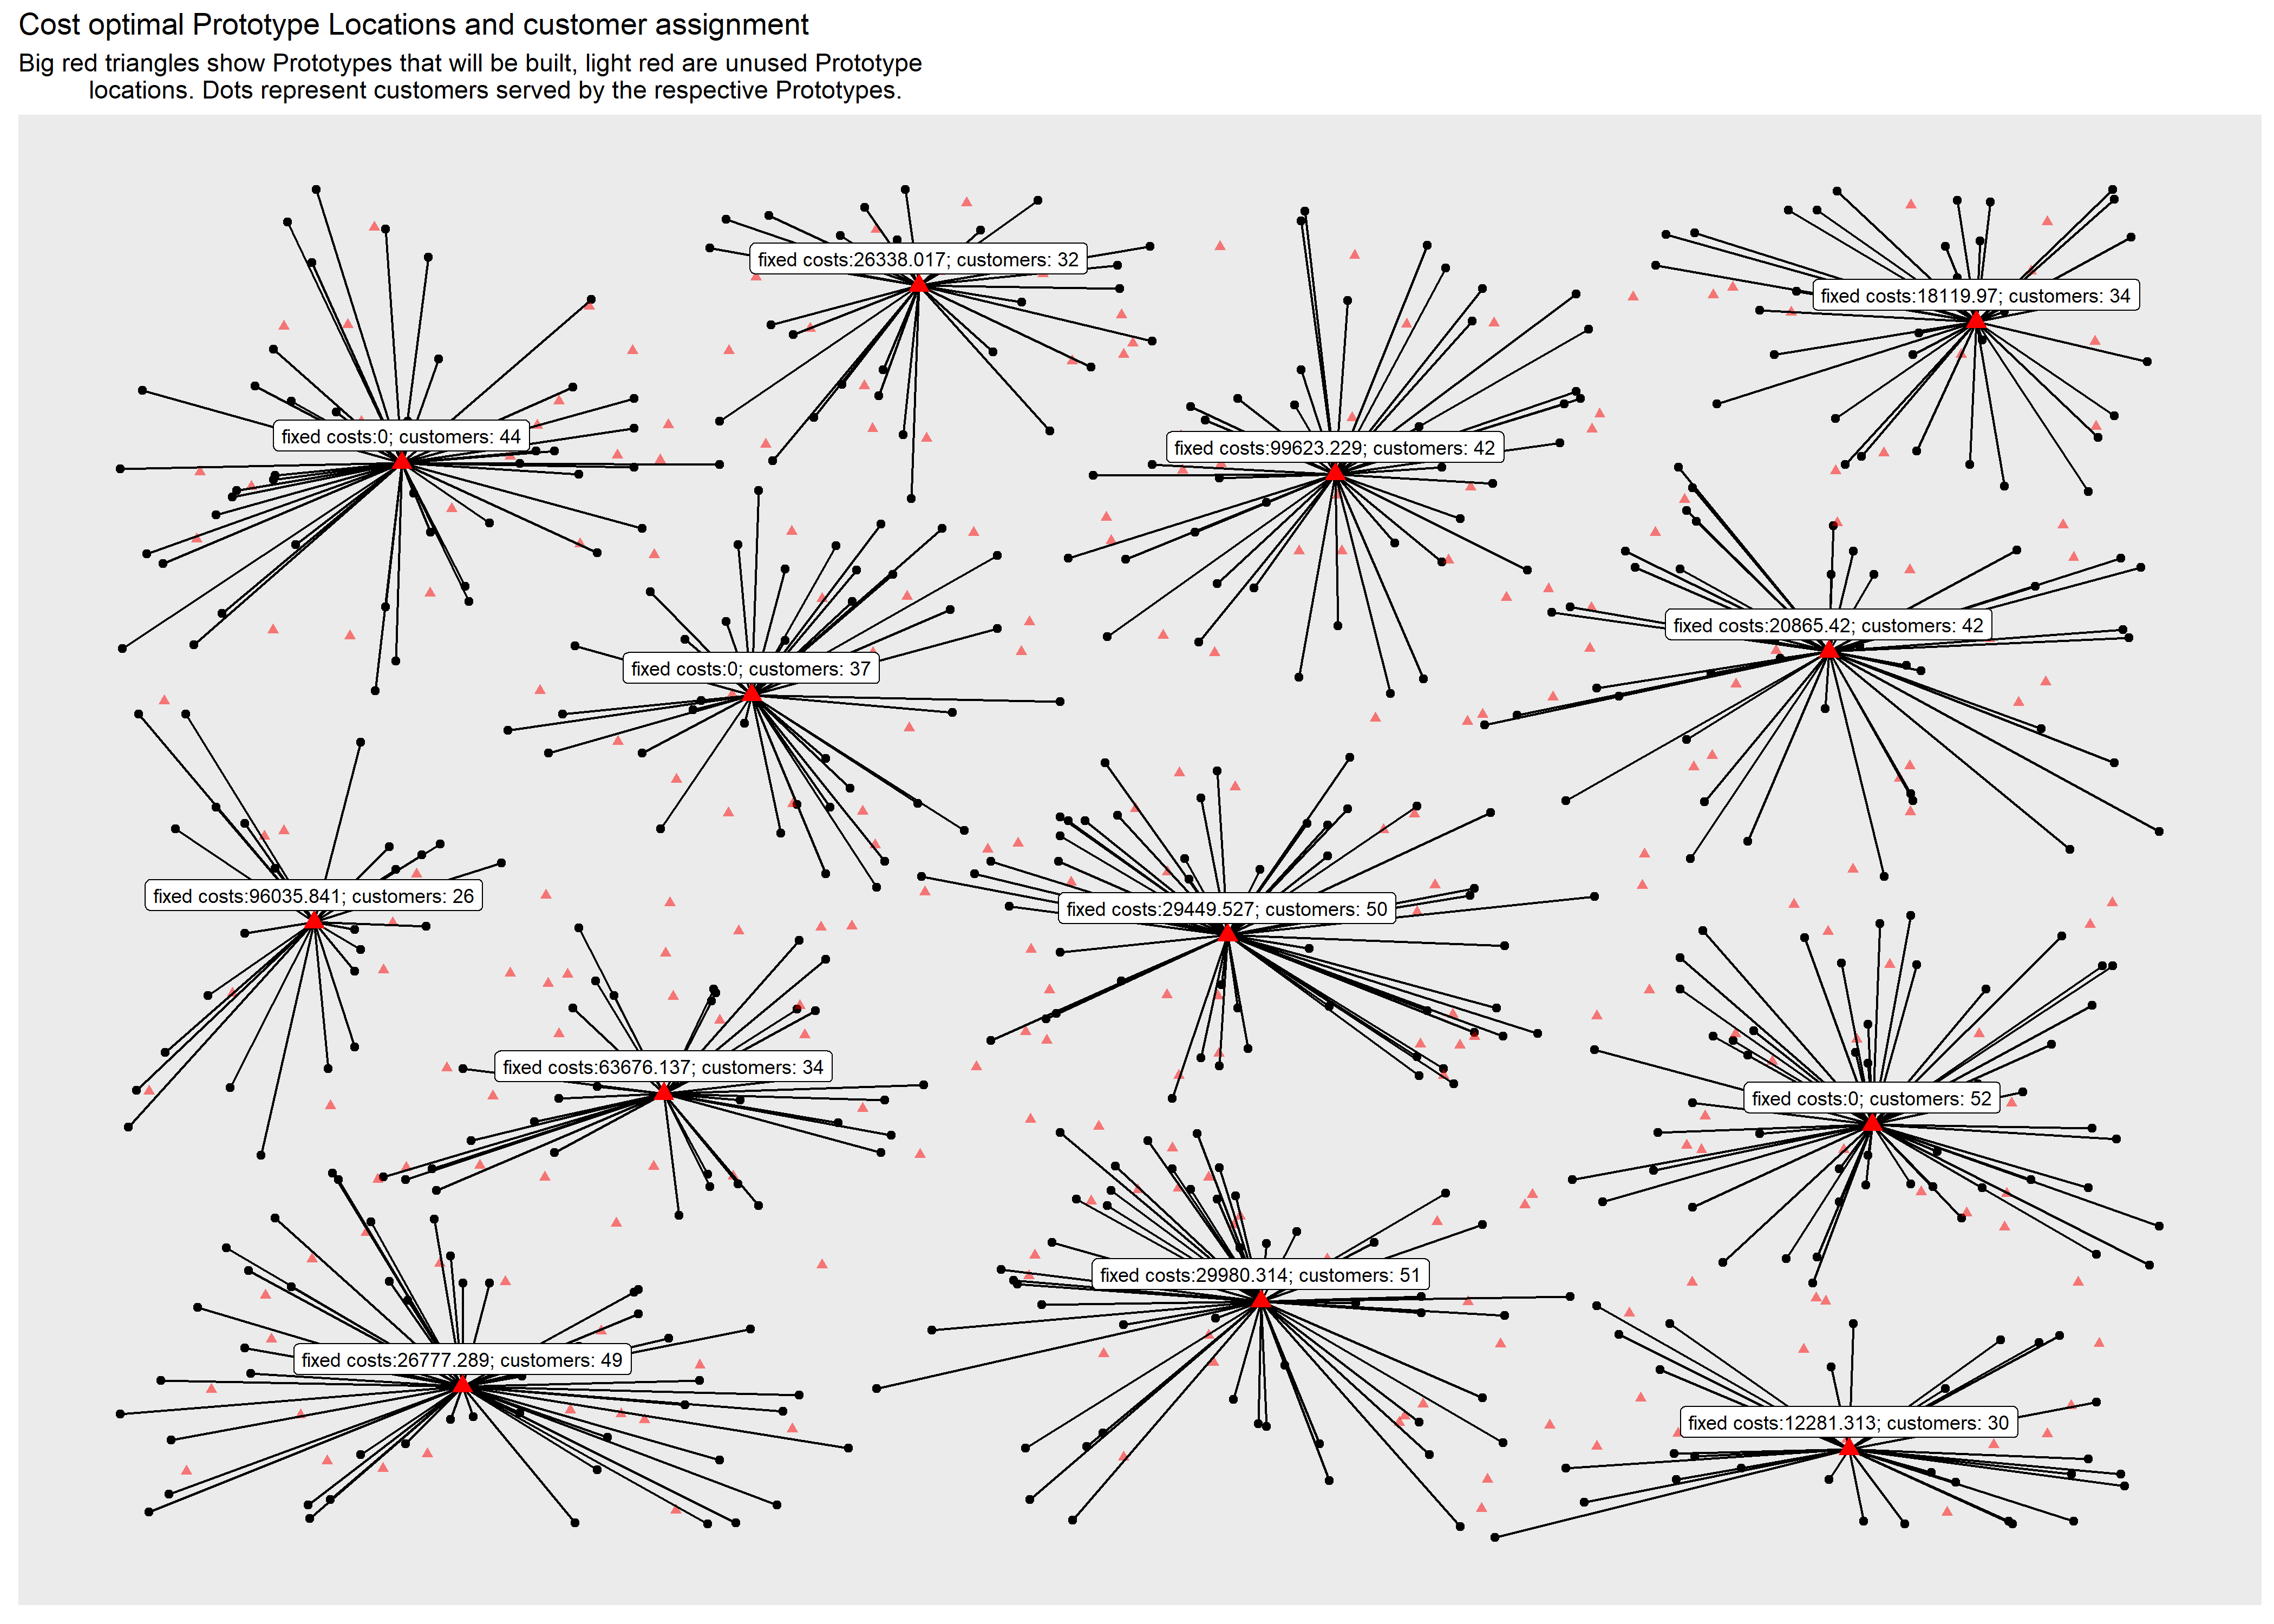 Cost optimal Prototype Locations and customer assignment
Big red triangles show Prototypes that will be built, light red are unused Prototype
locations. Dots represent customers served by the respective Prototypes.
fixed costs:26338.017; customers: 32
fixed costs:18119.97; customers: 34
fixed costs:0; customers: 44
fixed costs:99623.229; customers: 42
fixed costs:20865.42; customers: 42
fixed costs:0; customers: 37
fixed costs:96035.841; customers: 26
fixed costs:29449.527; customers: 50
fixed costs:63676.137; customers: 34
fixed costs:0; customers: 52
fixed costs:29980.314; customers: 51
fixed costs:26777.289; customers: 49
fixed costs:12281.313; customers: 30